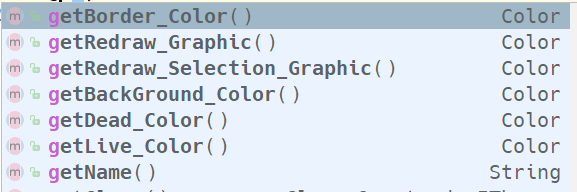 m getBorder_Color() Color
m getRedraw_Graphic() Color
m getRedraw_Selection_Graphic() Color
m getBackGround_Color() Color
m getDead_Color() Color
m getLive_Color() Color
m getName() String